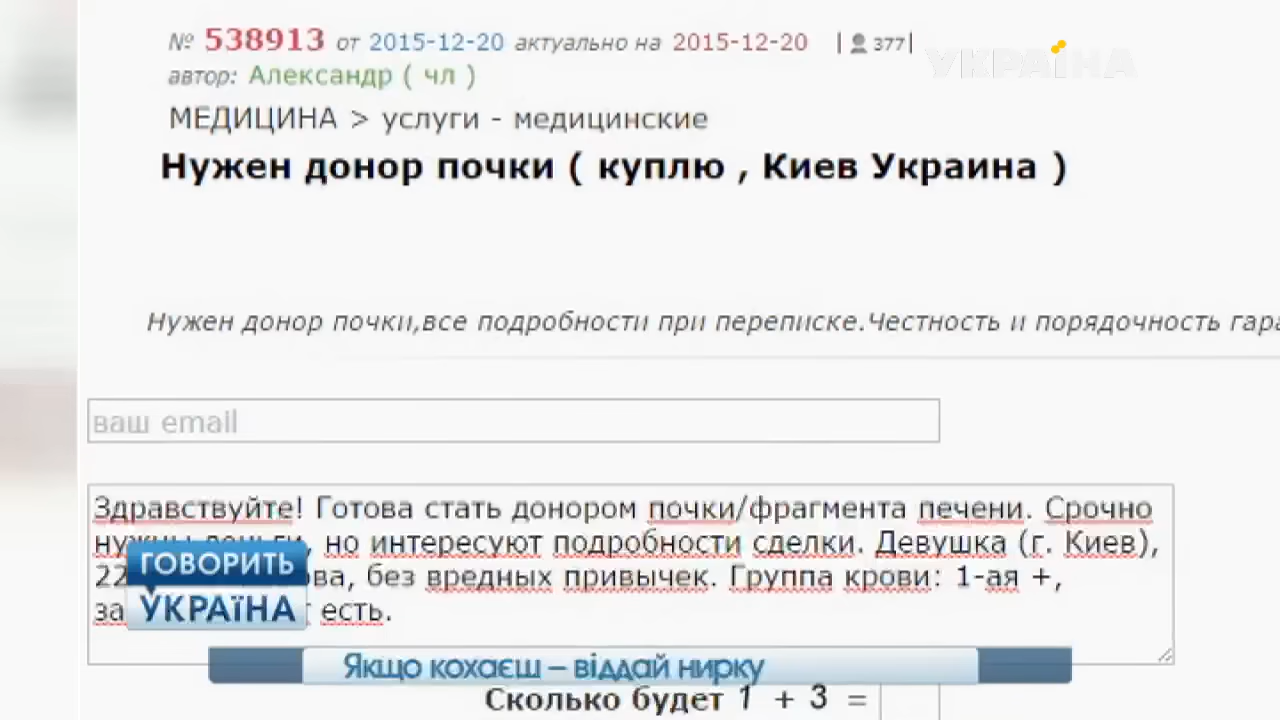 № 538913 от 2015-12-20 актуально на 2015-12-20 | 377|
УКРАЇНА
автор: Александр ( чл )
МЕДИЦИНА > услуги - медицинские
Нужен донор почки ( куплю , Киев Украина )
Нужен донор почки,все подробности при переписке.Честность и порядочность гара
ваш email
Здравствуйте! Готова стать донором почки/фрагмента печени. Срочно
но интересуют подробности сделки. Девушка (г. Киев),
22 ова, без вредных привычек. Группа крови: 1-ая +,
за есть.
ГОВОРИТЬ
УКРАЇНА
Якщо кохаєш – віддай нирку
Сколько будет 1 + 3 =